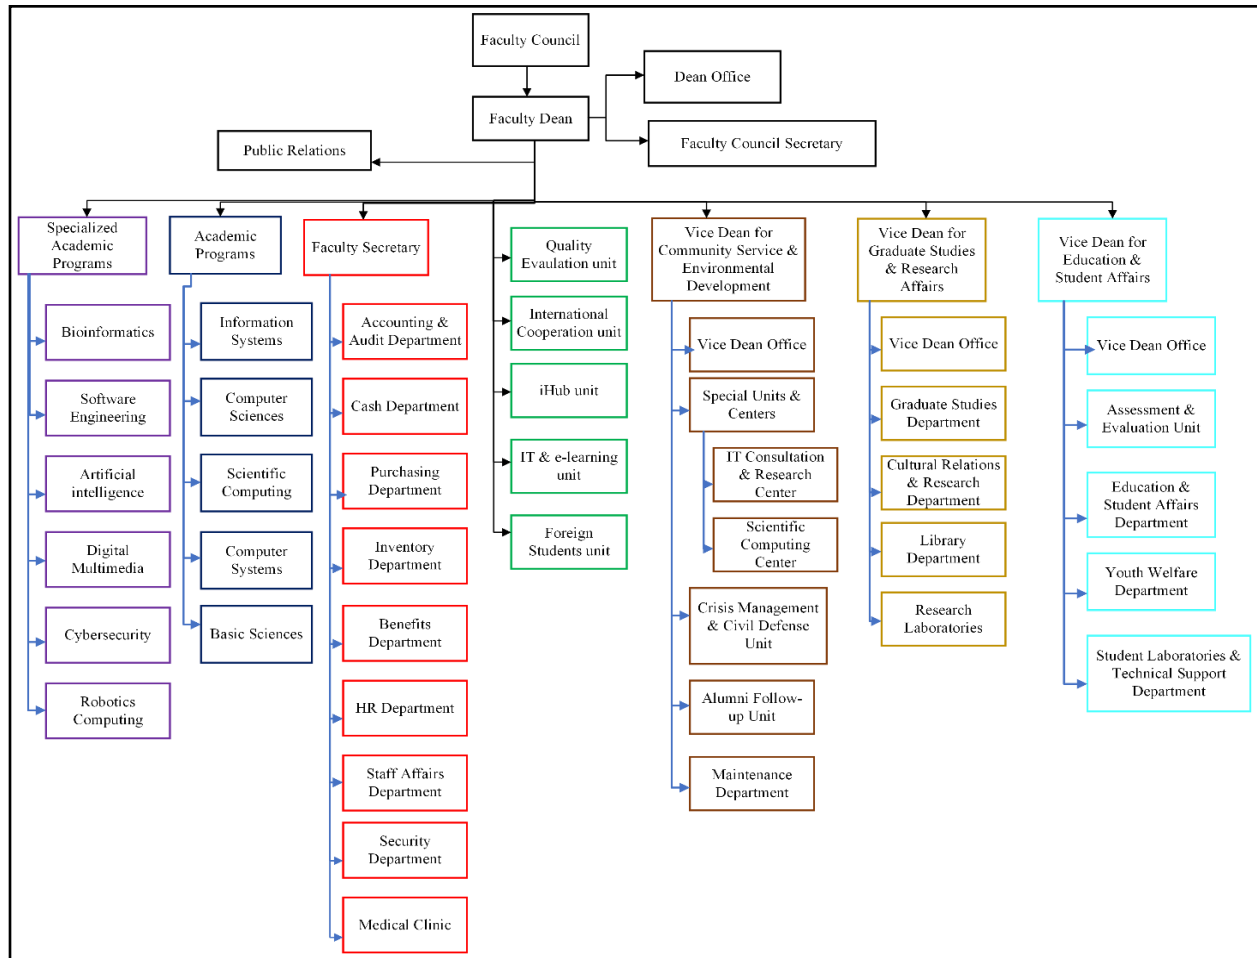 Faculty Council
Dean Office
Faculty Dean
Faculty Council Secretary
Public Relations
Specialized
Academic
Programs
Bioinformatics
Software
Engineering
Artificial
intelligence
Digital
Multimedia
Cybersecurity
Robotics
Computing
Academic
Programs
Information
Systems
Computer
Sciences
Scientific
Computing
Computer
Systems
Basic Sciences
Faculty Secretary
Accounting &
Audit Department
Cash Department
Purchasing
Department
Inventory
Department
Benefits
Department
HR Department
Staff Affairs
Department
Security
Department
Medical Clinic
Quality
Evaulation unit
International
Cooperation unit
iHub unit
IT & e-learning
unit
Foreign
Students unit
Vice Dean for
Community Service &
Environmental
Development
Vice Dean Office
Special Units &
Centers
IT Consultation
& Research
Center
Scientific
Computing
Center
Crisis Management
& Civil Defense
Unit
Alumni Follow-
up Unit
Maintenance
Department
Vice Dean for
Graduate Studies
& Research
Affairs
Vice Dean Office
Graduate Studies
Department
Cultural Relations
& Research
Department
Library
Department
Research
Laboratories
Vice Dean for
Education &
Student Affairs
Vice Dean Office
Assessment &
Evaluation Unit
Education &
Student Affairs
Department
Youth Welfare
Department
Student Laboratories &
Technical Support
Department